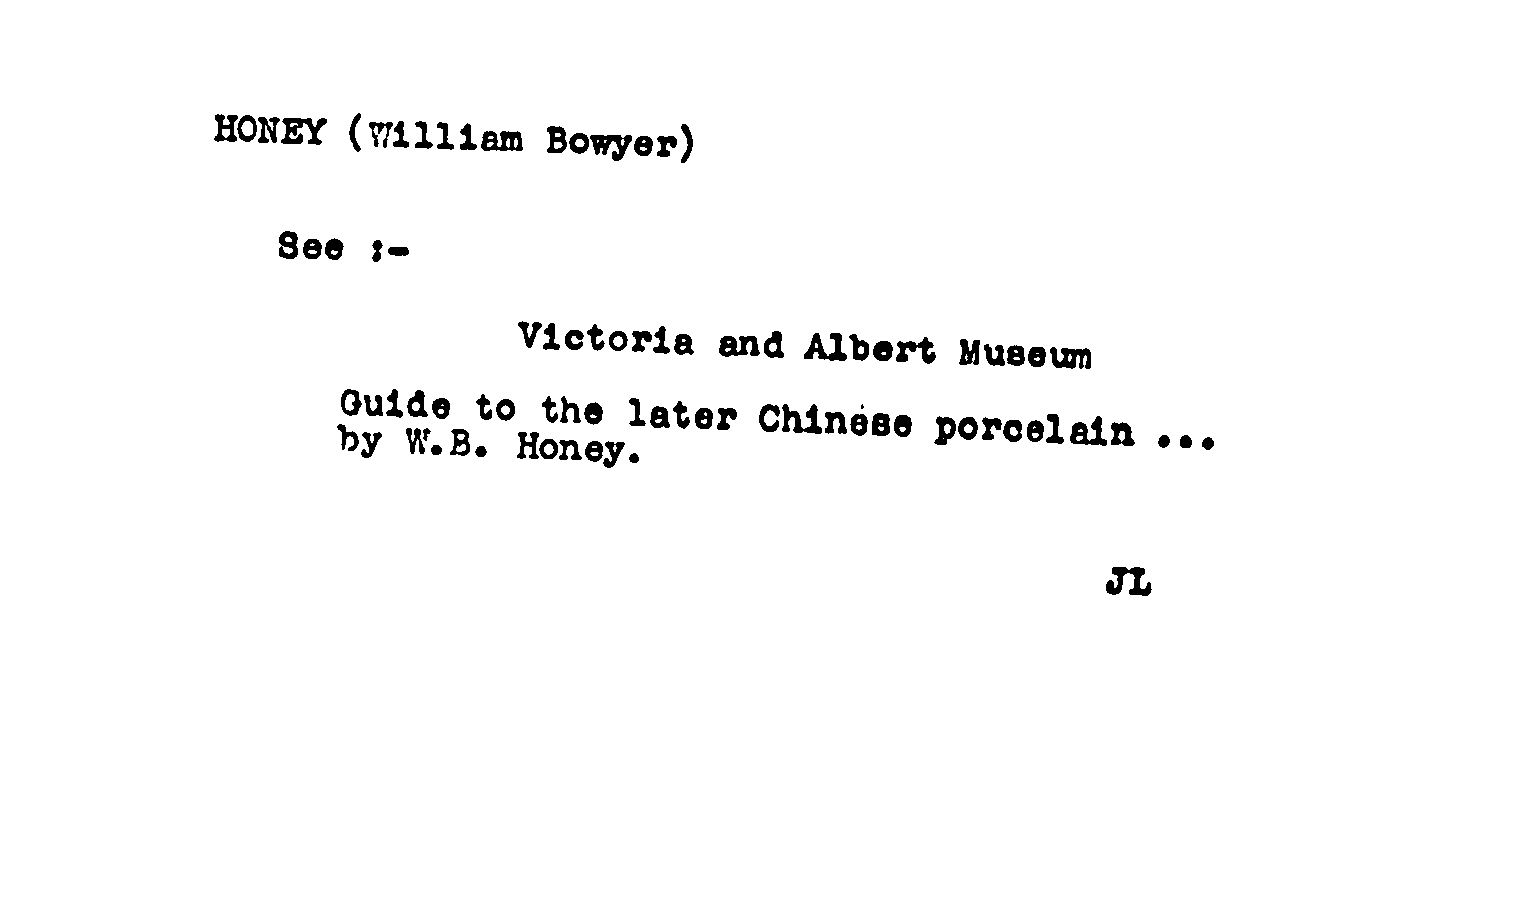 HONEY (William Bowyer)
See :-
Victoria and Albert Museum
Guide to the later Chinese porcelain ...
by W.B. Honey.
JL